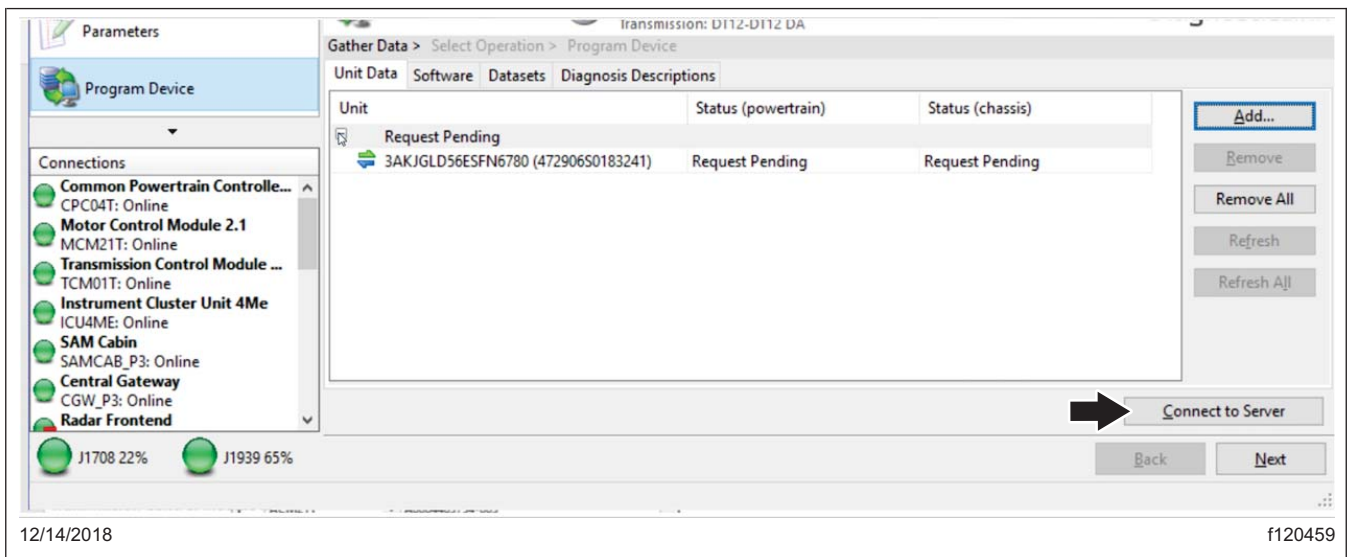 Parameters
Transmission: DT12-DT12 DA
Gather Data > Select Operation > Program Device
Program Device
Unit Data Software Datasets Diagnosis Descriptions
Unit Status (powertrain) Status (chassis)
Request Pending
3AKJGLD56ESFN6780 (472906S0183241) Request Pending Request Pending
Add...
Remove
Remove All
Refresh
Refresh All
Connections
Common Powertrain Controlle...
CPC04T: Online
Motor Control Module 2.1
MCM21T: Online
Transmission Control Module ...
TCM01T: Online
Instrument Cluster Unit 4Me
ICU4ME: Online
SAM Cabin
SAMCAB_P3: Online
Central Gateway
CGW_P3: Online
Radar Frontend
Connect to Server
J1708 22% J1939 65%
Back Next
12/14/2018 f120459